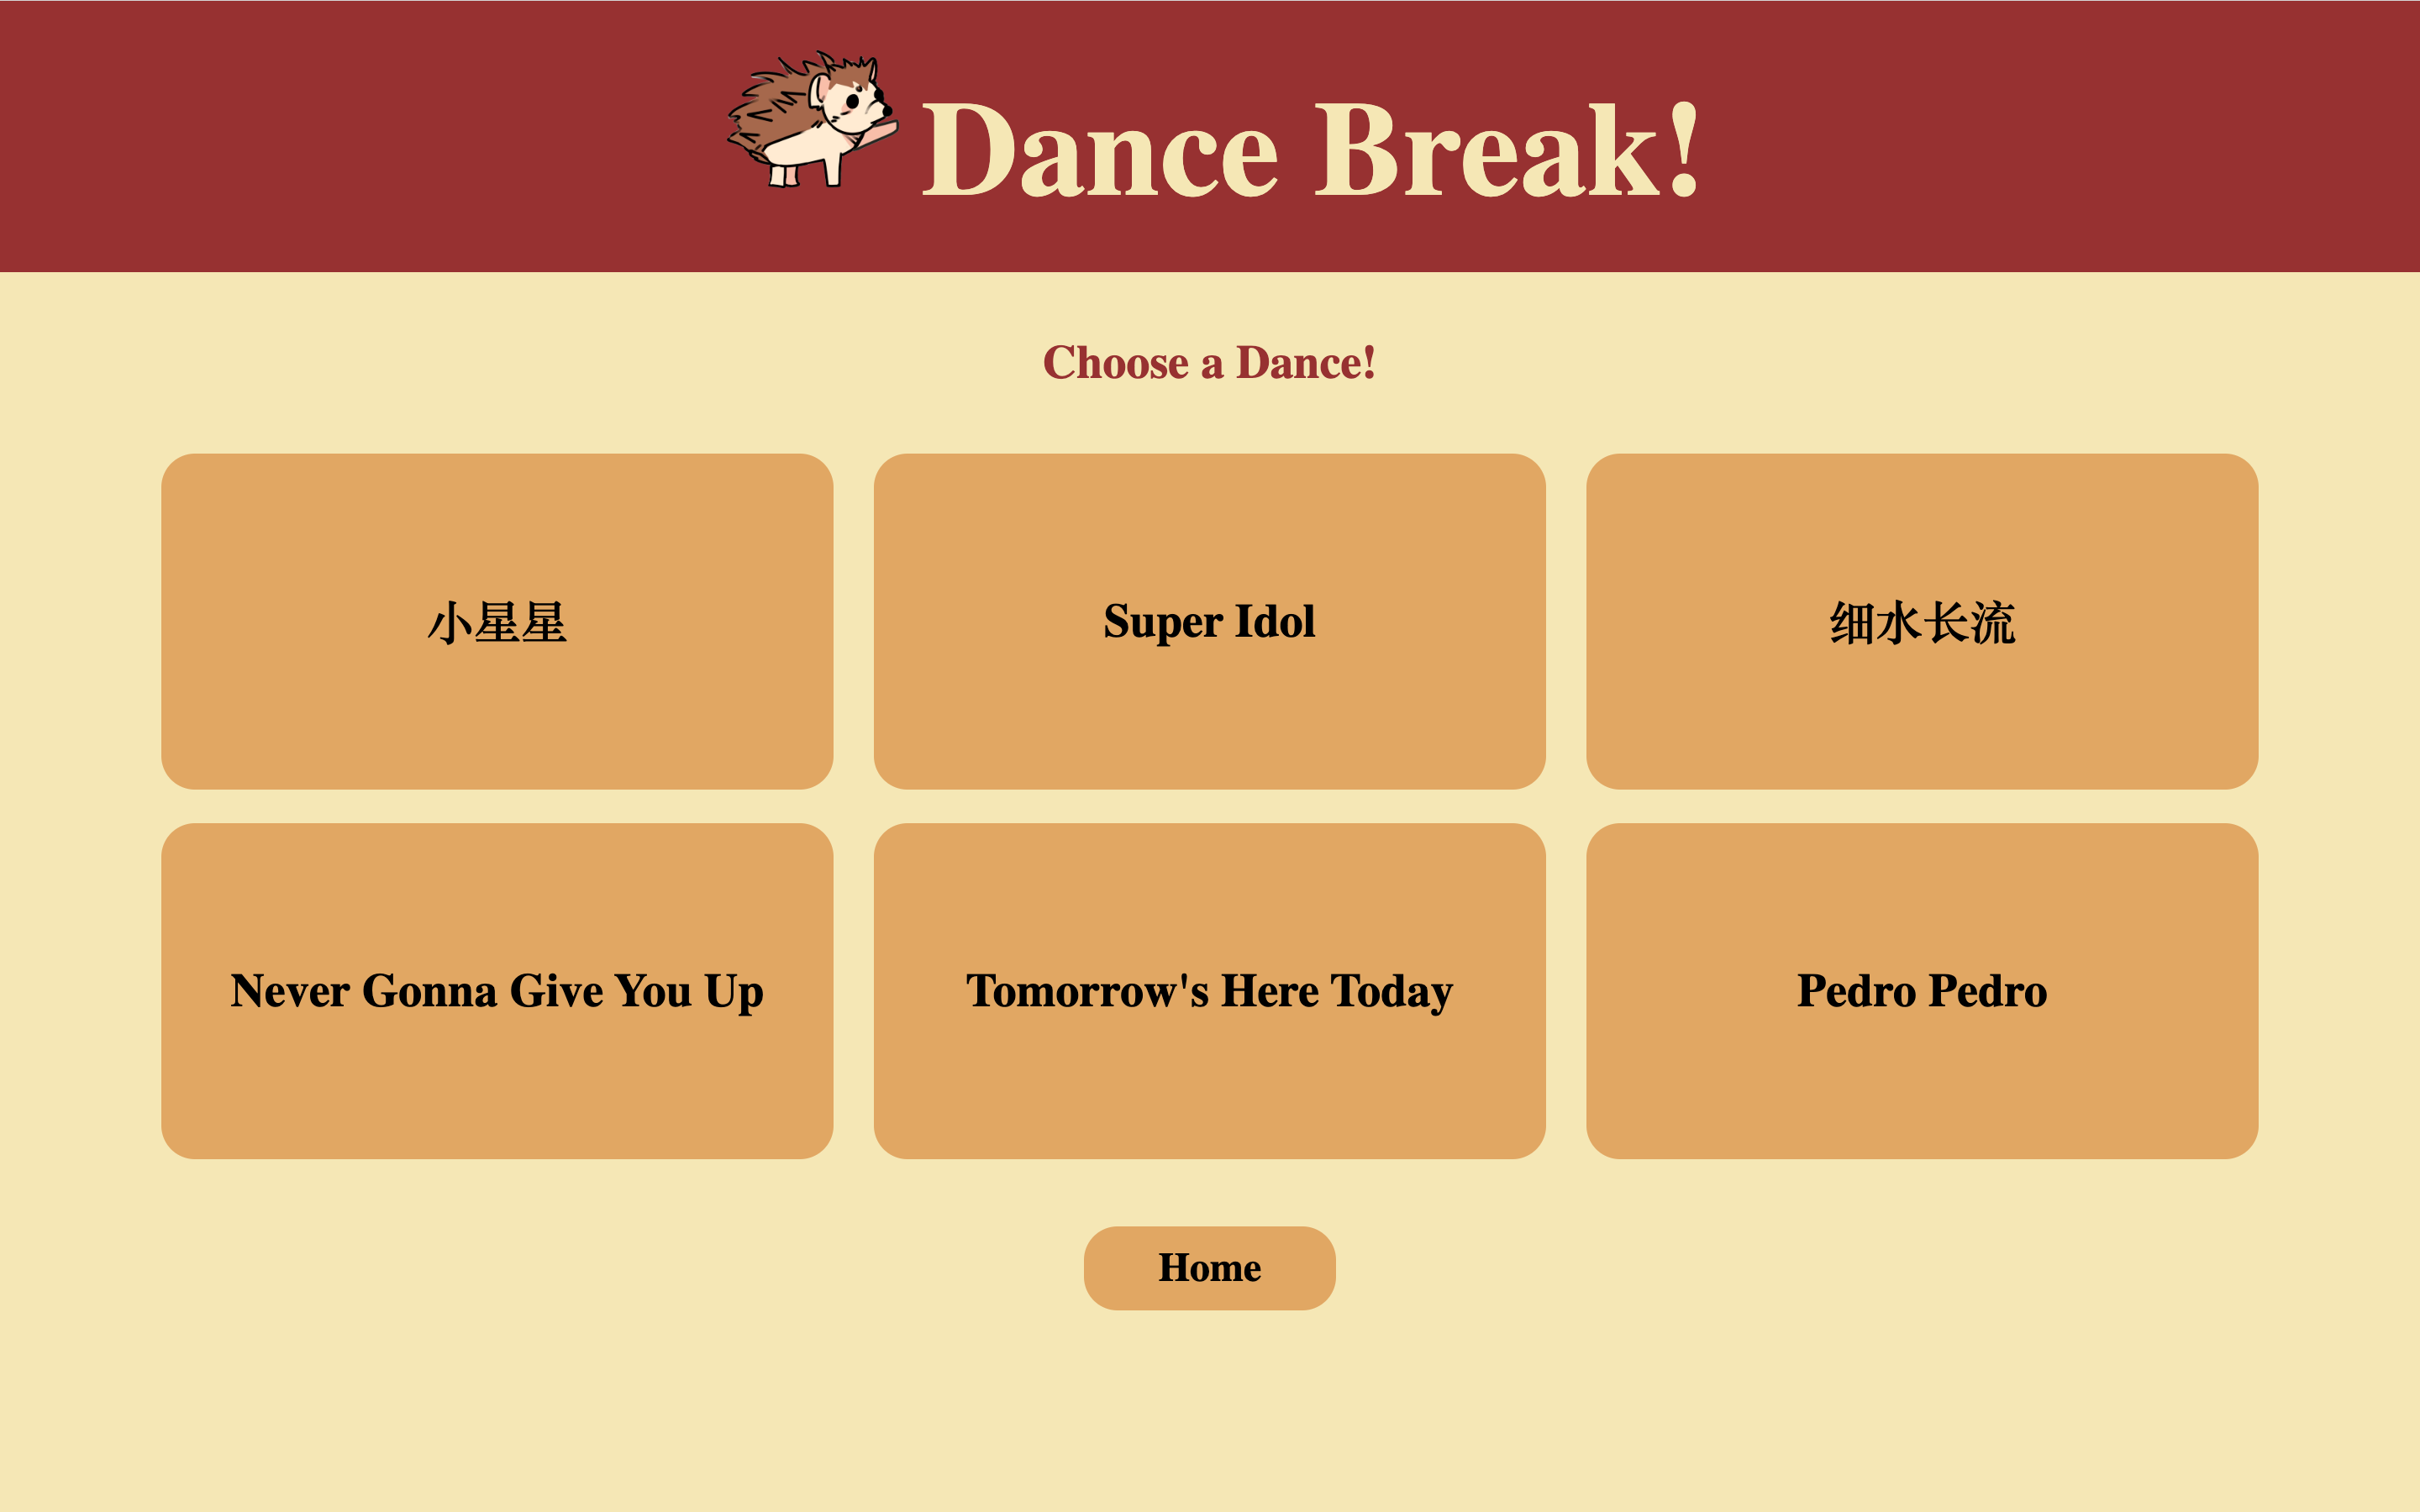 Dance Break!
Choose a Dance!
小星星
Super Idol
细水长流
Never Gonna Give You Up
Tomorrow's Here Today
Pedro Pedro
Home